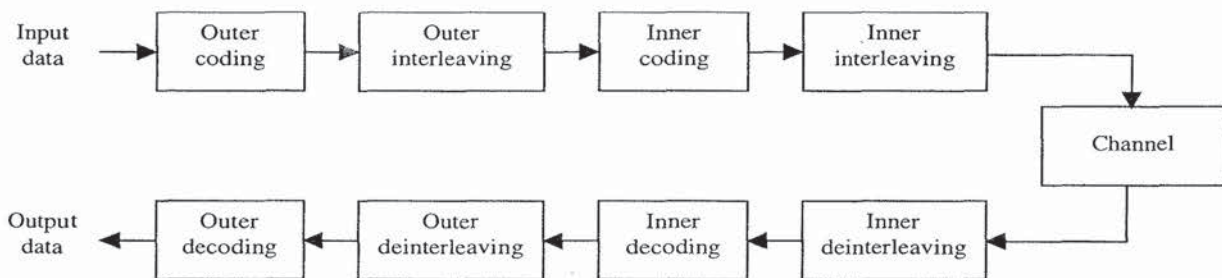 Input
data
Outer
coding
Outer
interleaving
Inner
coding
Inner
interleaving
Channel
Output
data
Outer
decoding
Outer
deinterleaving
Inner
decoding
Inner
deinterleaving